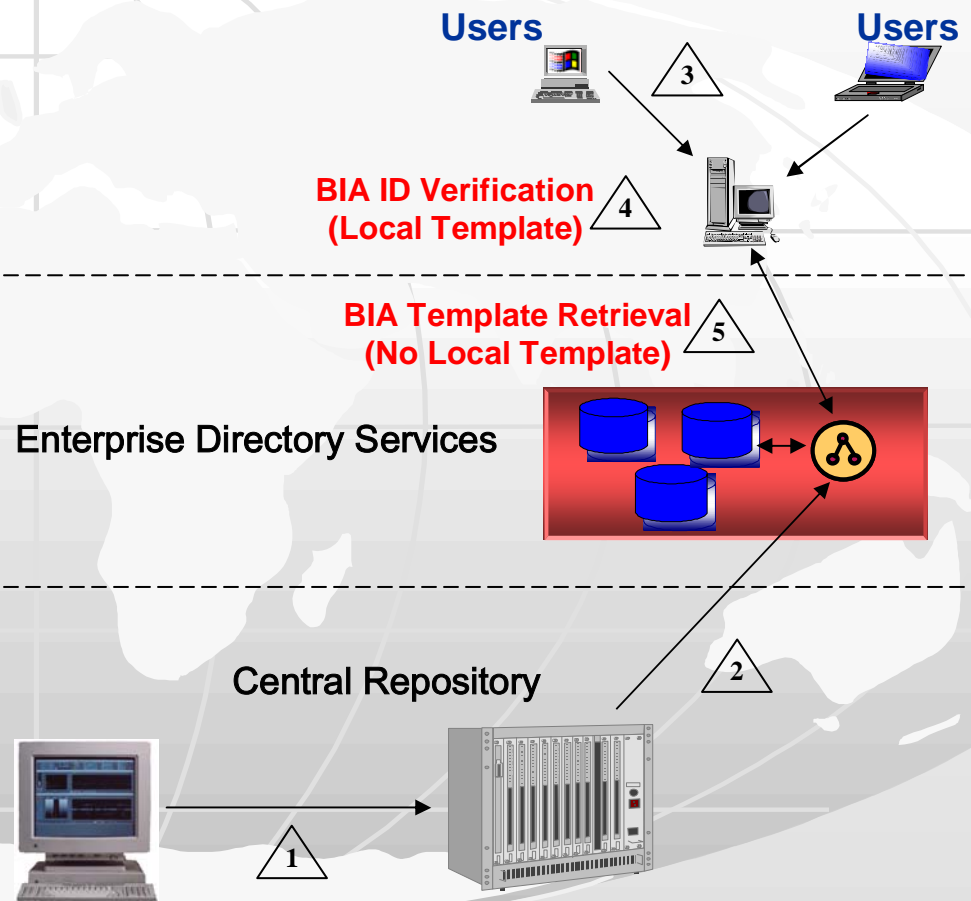 Users
Users
3
BIA ID Verification
(Local Template)
4
BIA Template Retrieval
(No Local Template)
5
Enterprise Directory Services
Central Repository
2
1